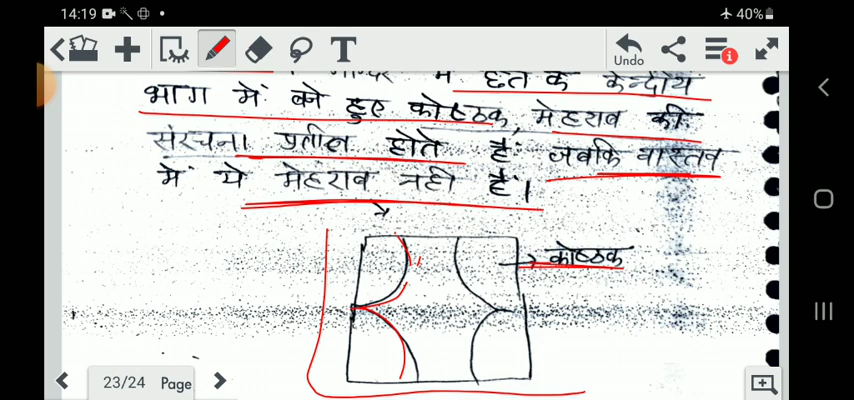 14:19 40%
T Undo
में छत के केन्द्रीय
भाग में बने हुए कोष्ठक, मेहराब की
संरचना प्रतीत होते हैं जबकि वास्तव
में ये मेहराब नही हैं।
कोष्ठक
23/24 Page